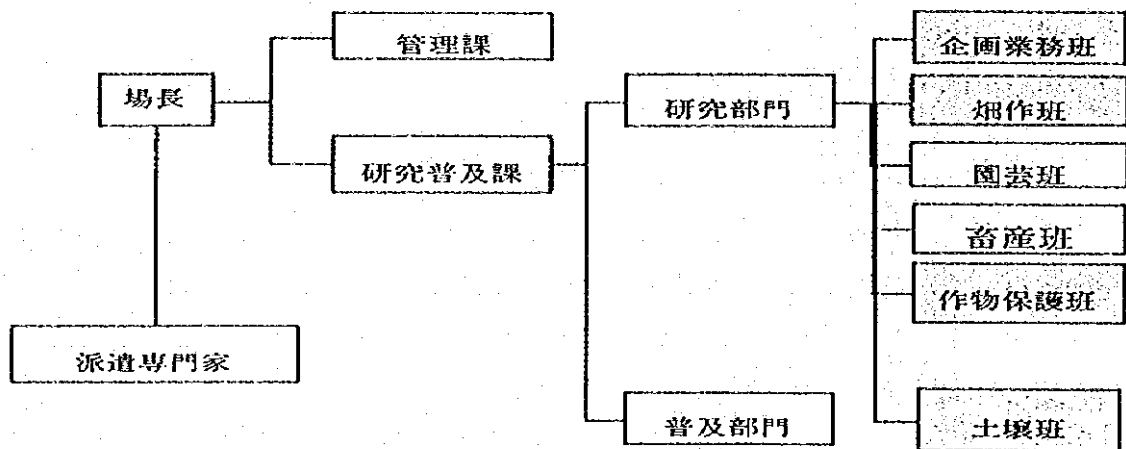 場長
派遣専門家
管理課
研究普及課
研究部門
普及部門
企画業務班
畑作班
園芸班
畜産班
作物保護班
土壌班